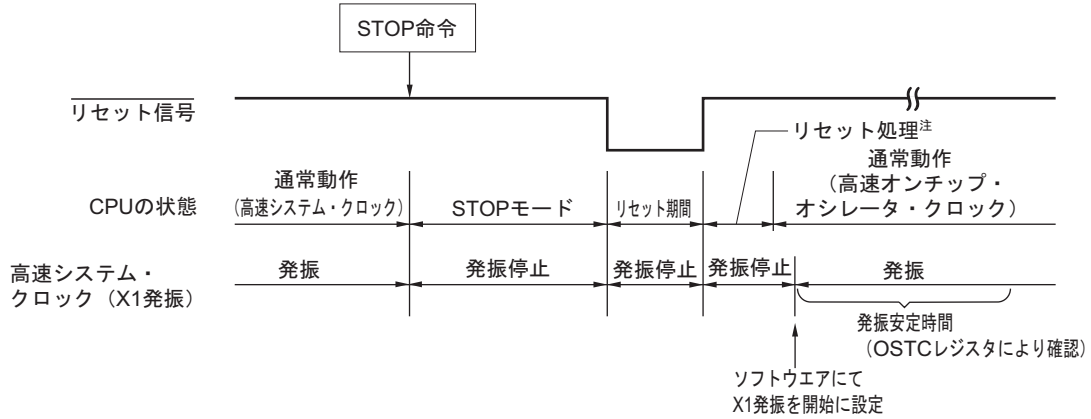 STOP命令
リセット信号
リセット処理注
通常動作
(高速システム・クロック)
通常動作
(高速オンチップ・
オシレータ・クロック)
CPUの状態
STOPモード
リセット期間
高速システム・
クロック(X1発振)
発振
発振停止
発振停止
発振停止
発振
発振安定時間
(OSTCレジスタにより確認)
ソフトウエアにて
X1発振を開始に設定